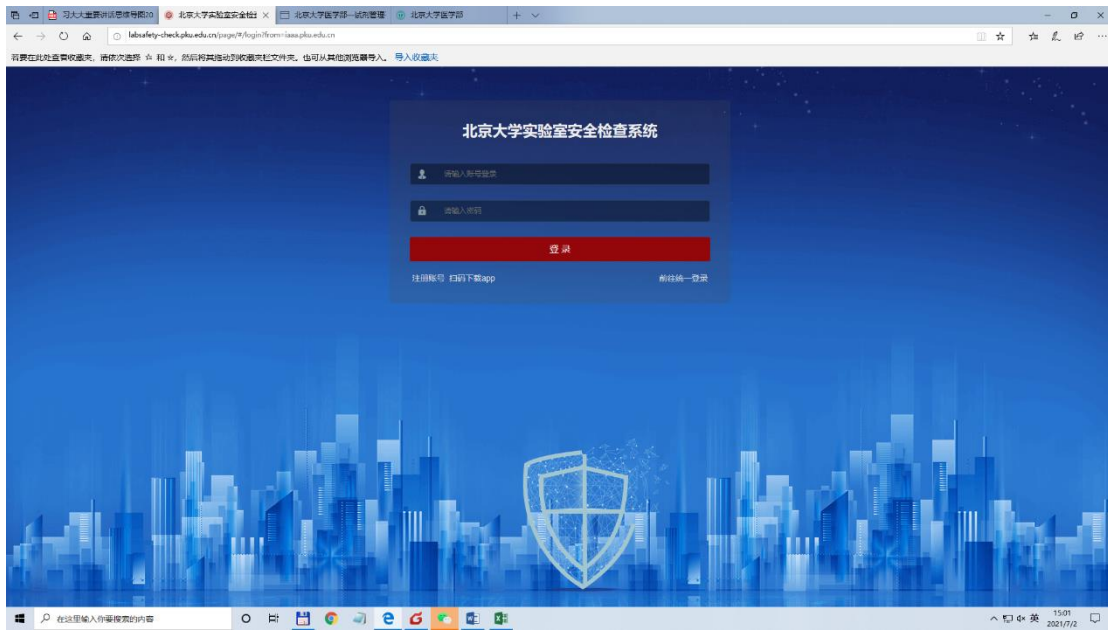 习大大重要讲话思维导图20
北京大学实验室安全检
北京大学医学部—试剂管理
北京大学医学部
labsafety-check.pku.edu.cn/page/#/login?from=iaaa.pku.edu.cn
若要在此处查看收藏夹，请依次选择 ☆ 和 ☆，然后将其拖动到收藏夹栏文件夹。也可从其他浏览器导入。 导入收藏夹
北京大学实验室安全检查系统
请输入账号登录
请输入密码
登 录
注册账号 扫码下载app 前往统一登录
在这里输入你要搜索的内容
英
15:01
2021/7/2